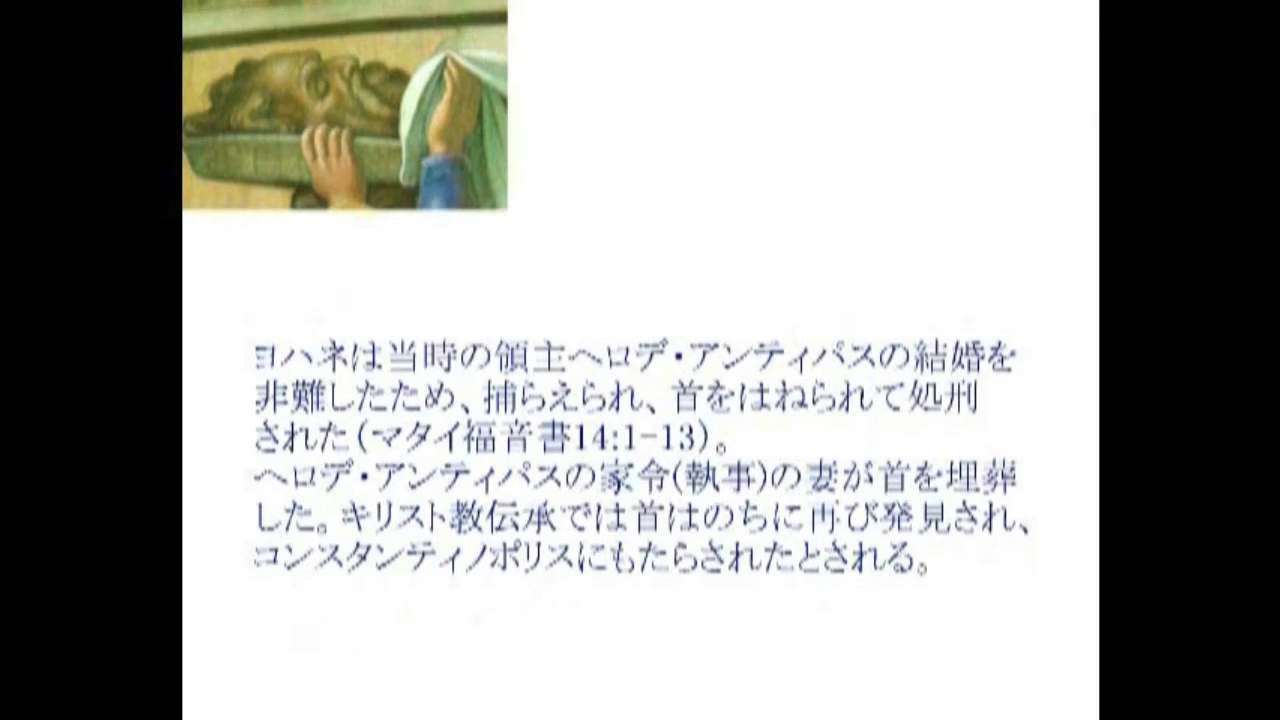 ヨハネは当時の領主ヘロデ・アンティパスの結婚を
非難したため、捕らえられ、首をはねられて処刑
された(マタイ福音書14:1-13)。
ヘロデ・アンティパスの家令(執事)の妻が首を埋葬
した。キリスト教伝承では首はのちに再び発見され、
コンスタンティノポリスにもたらされたとされる。